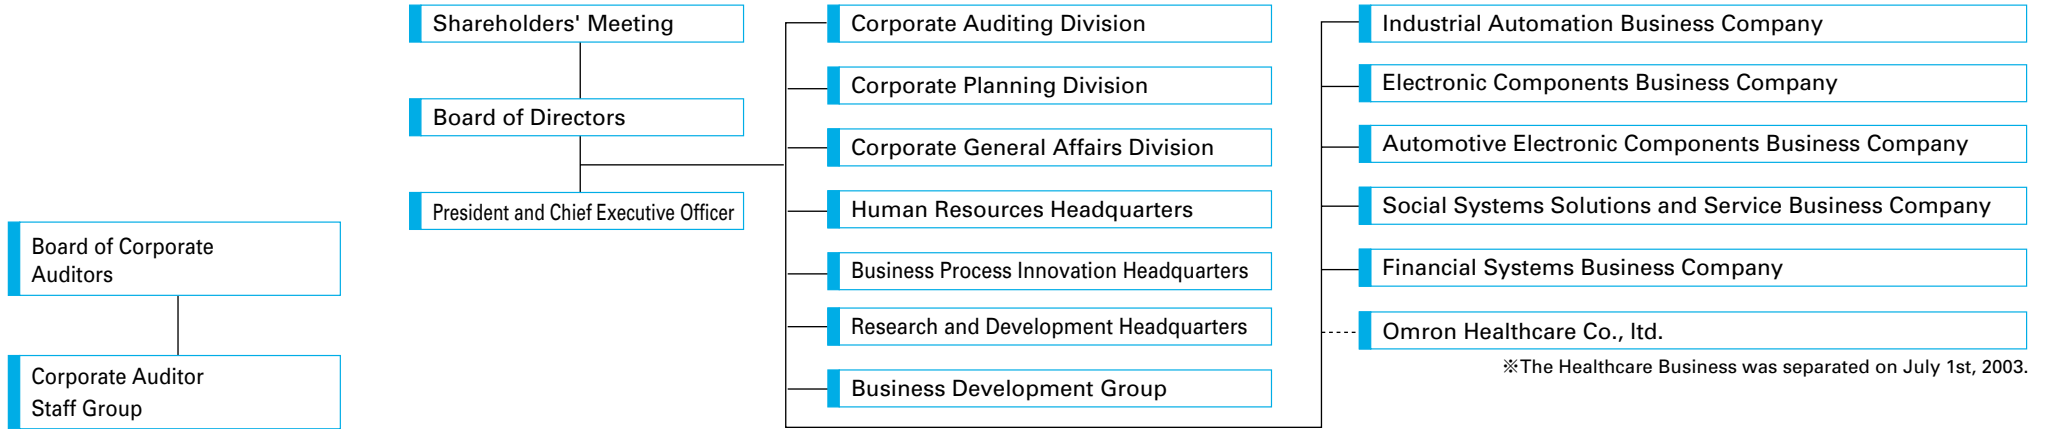 Shareholders' Meeting
Board of Directors
President and Chief Executive Officer
Board of Corporate
Auditors
Corporate Auditor
Staff Group
Corporate Auditing Division
Corporate Planning Division
Corporate General Affairs Division
Human Resources Headquarters
Business Process Innovation Headquarters
Research and Development Headquarters
Business Development Group
Industrial Automation Business Company
Electronic Components Business Company
Automotive Electronic Components Business Company
Social Systems Solutions and Service Business Company
Financial Systems Business Company
Omron Healthcare Co., ltd.
※The Healthcare Business was separated on July 1st, 2003.